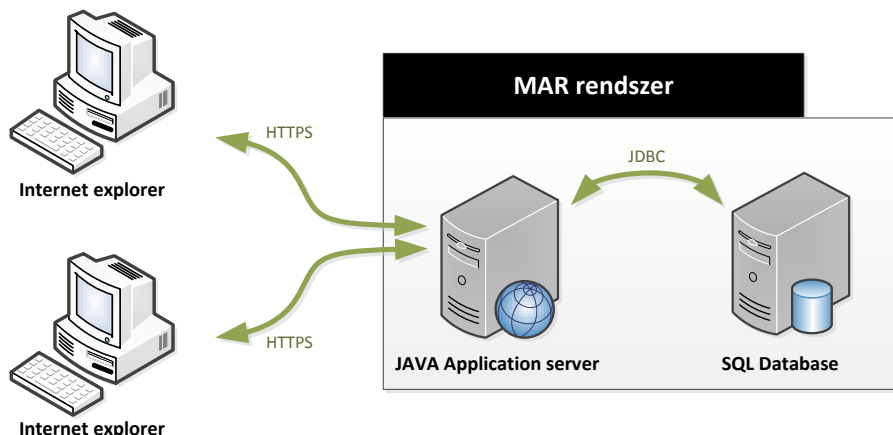 MAR rendszer
HTTPS
JDBC
Internet explorer
HTTPS
JAVA Application server
SQL Database
Internet explorer